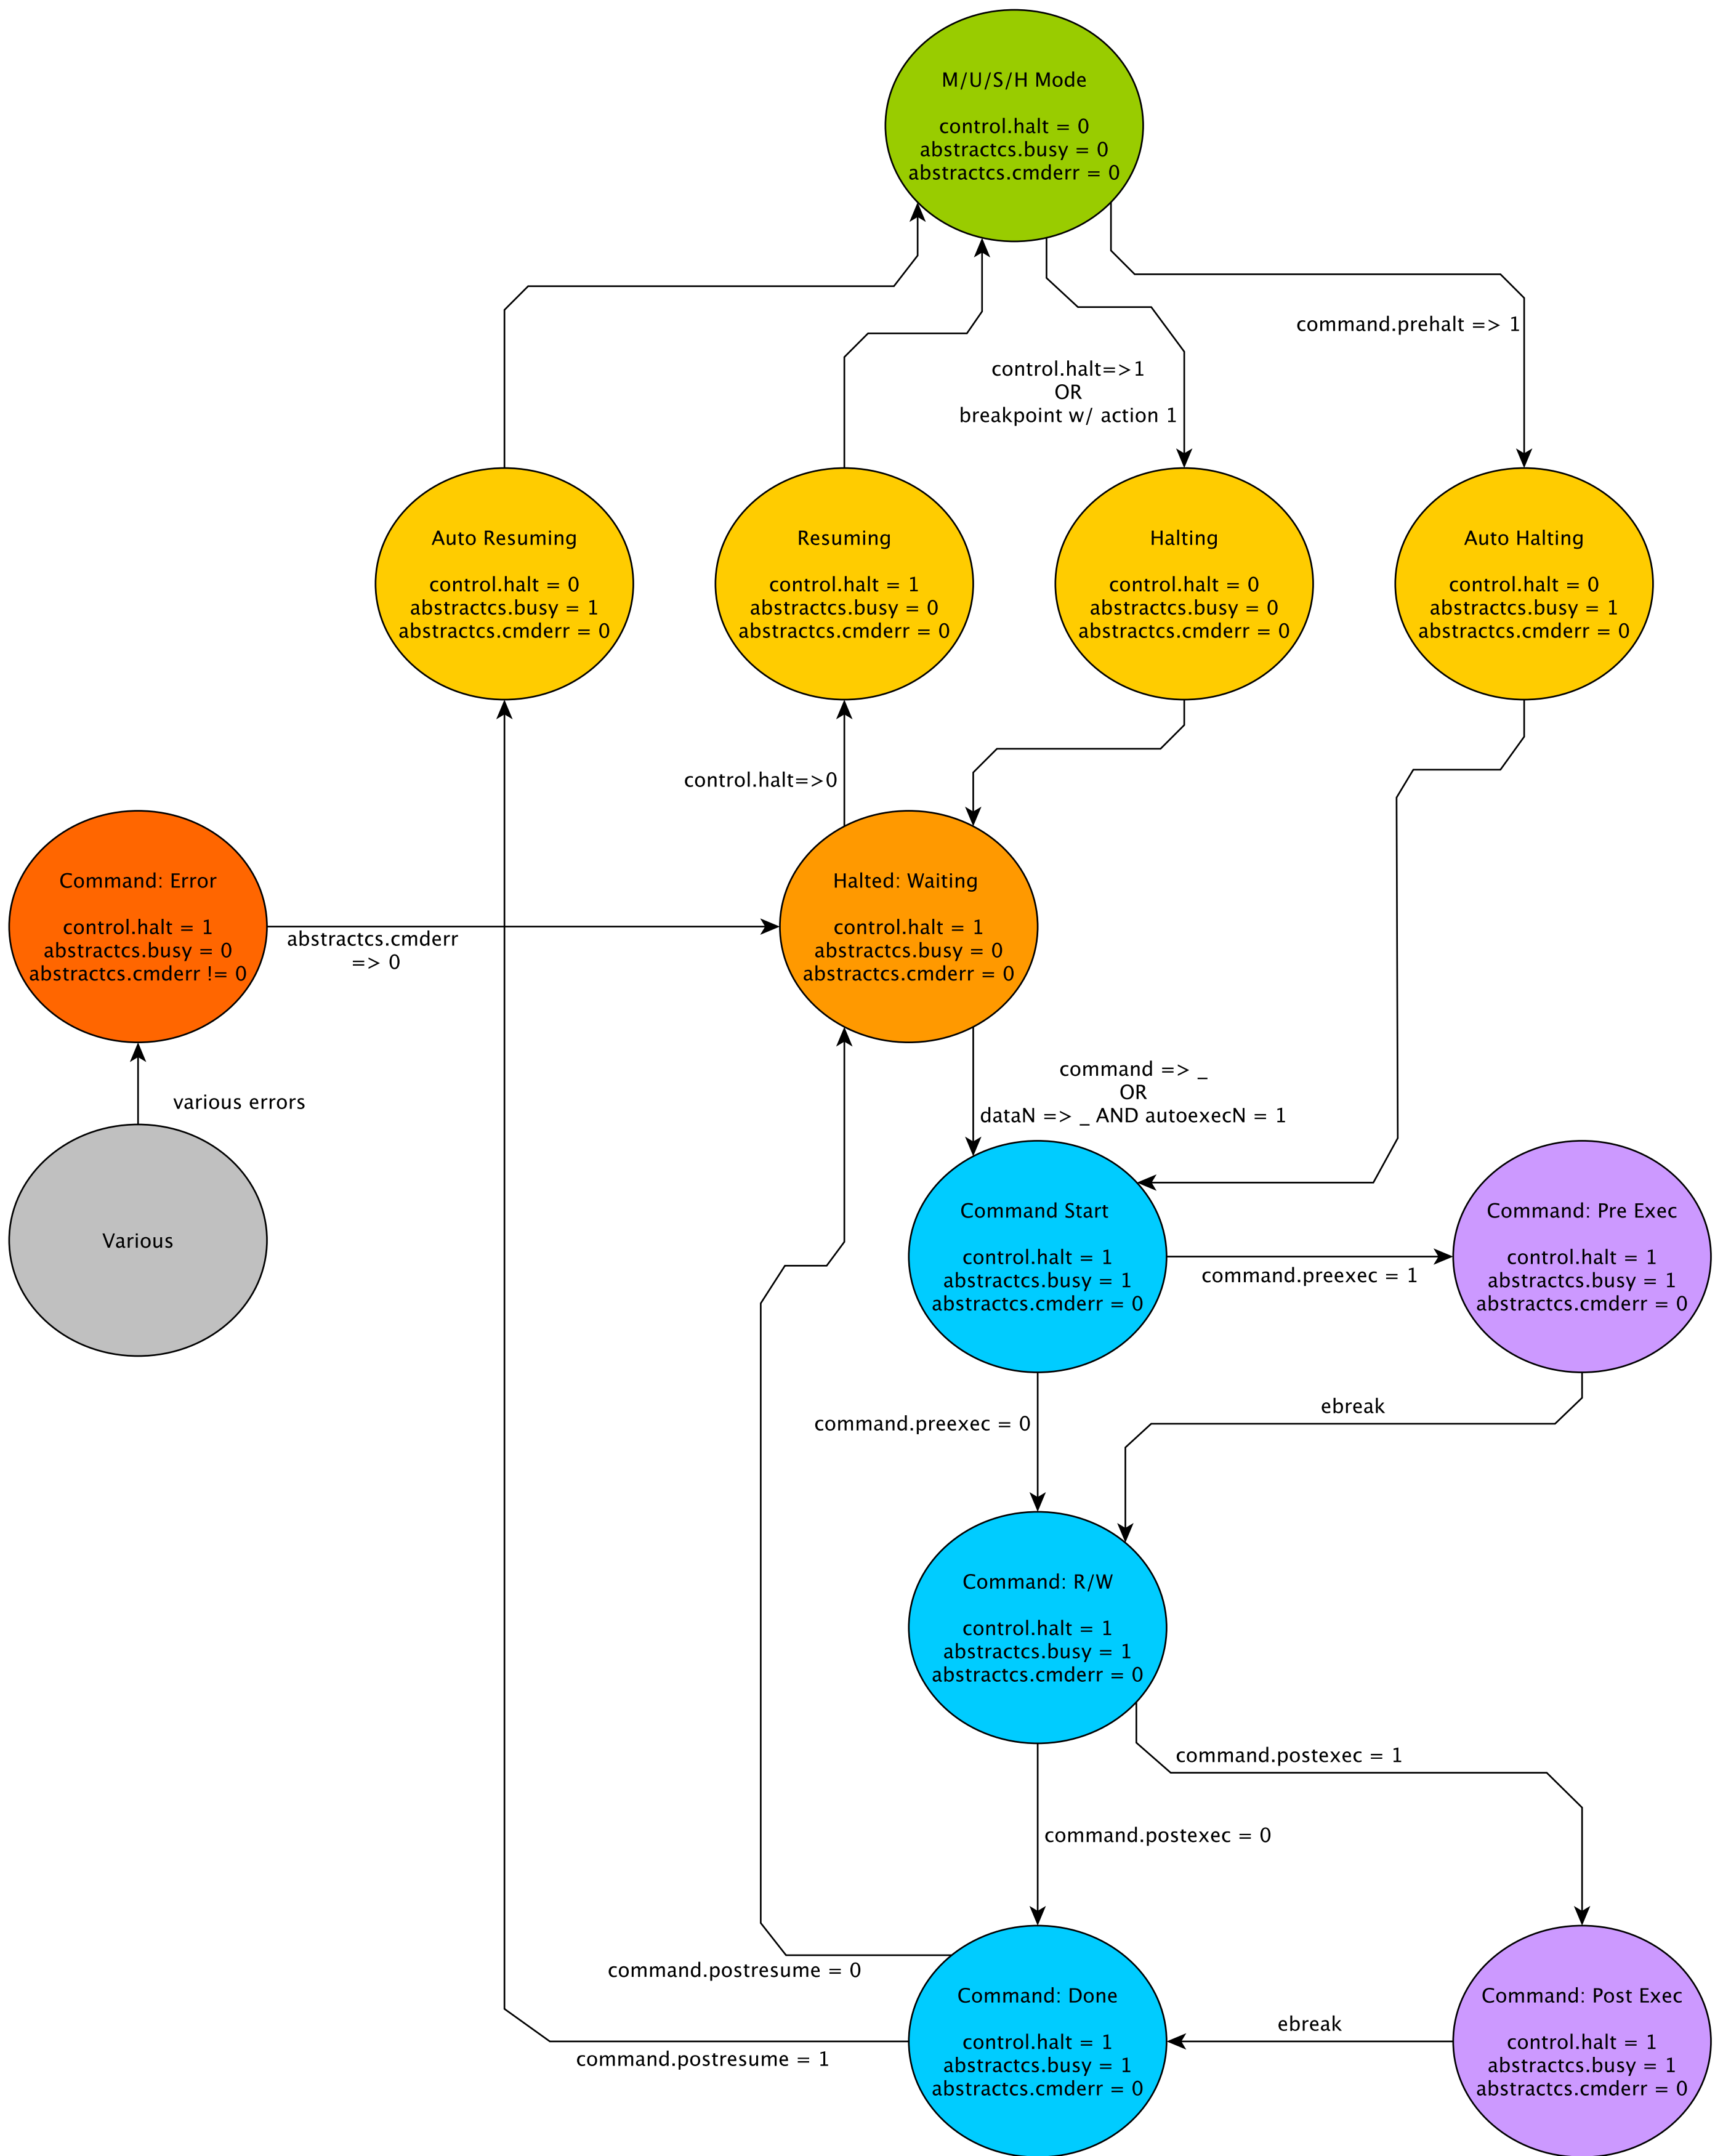 M/U/S/H Mode
control.halt = 0
abstractcs.busy = 0
abstractcs.cmderr = 0
command.prehalt => 1
control.halt=>1
OR
breakpoint w/ action 1
Auto Resuming
control.halt = 0
abstractcs.busy = 1
abstractcs.cmderr = 0
Resuming
control.halt = 1
abstractcs.busy = 0
abstractcs.cmderr = 0
Halting
control.halt = 0
abstractcs.busy = 0
abstractcs.cmderr = 0
Auto Halting
control.halt = 0
abstractcs.busy = 1
abstractcs.cmderr = 0
control.halt=>0
Command: Error
control.halt = 1
abstractcs.busy = 0
abstractcs.cmderr != 0
abstractcs.cmderr
=> 0
Halted: Waiting
control.halt = 1
abstractcs.busy = 0
abstractcs.cmderr = 0
various errors
command => _
OR
dataN => _ AND autoexecN = 1
Various
Command Start
control.halt = 1
abstractcs.busy = 1
abstractcs.cmderr = 0
command.preexec = 1
Command: Pre Exec
control.halt = 1
abstractcs.busy = 1
abstractcs.cmderr = 0
ebreak
command.preexec = 0
Command: R/W
control.halt = 1
abstractcs.busy = 1
abstractcs.cmderr = 0
command.postexec = 1
command.postexec = 0
command.postresume = 0
Command: Done
control.halt = 1
abstractcs.busy = 1
abstractcs.cmderr = 0
ebreak
Command: Post Exec
control.halt = 1
abstractcs.busy = 1
abstractcs.cmderr = 0
command.postresume = 1